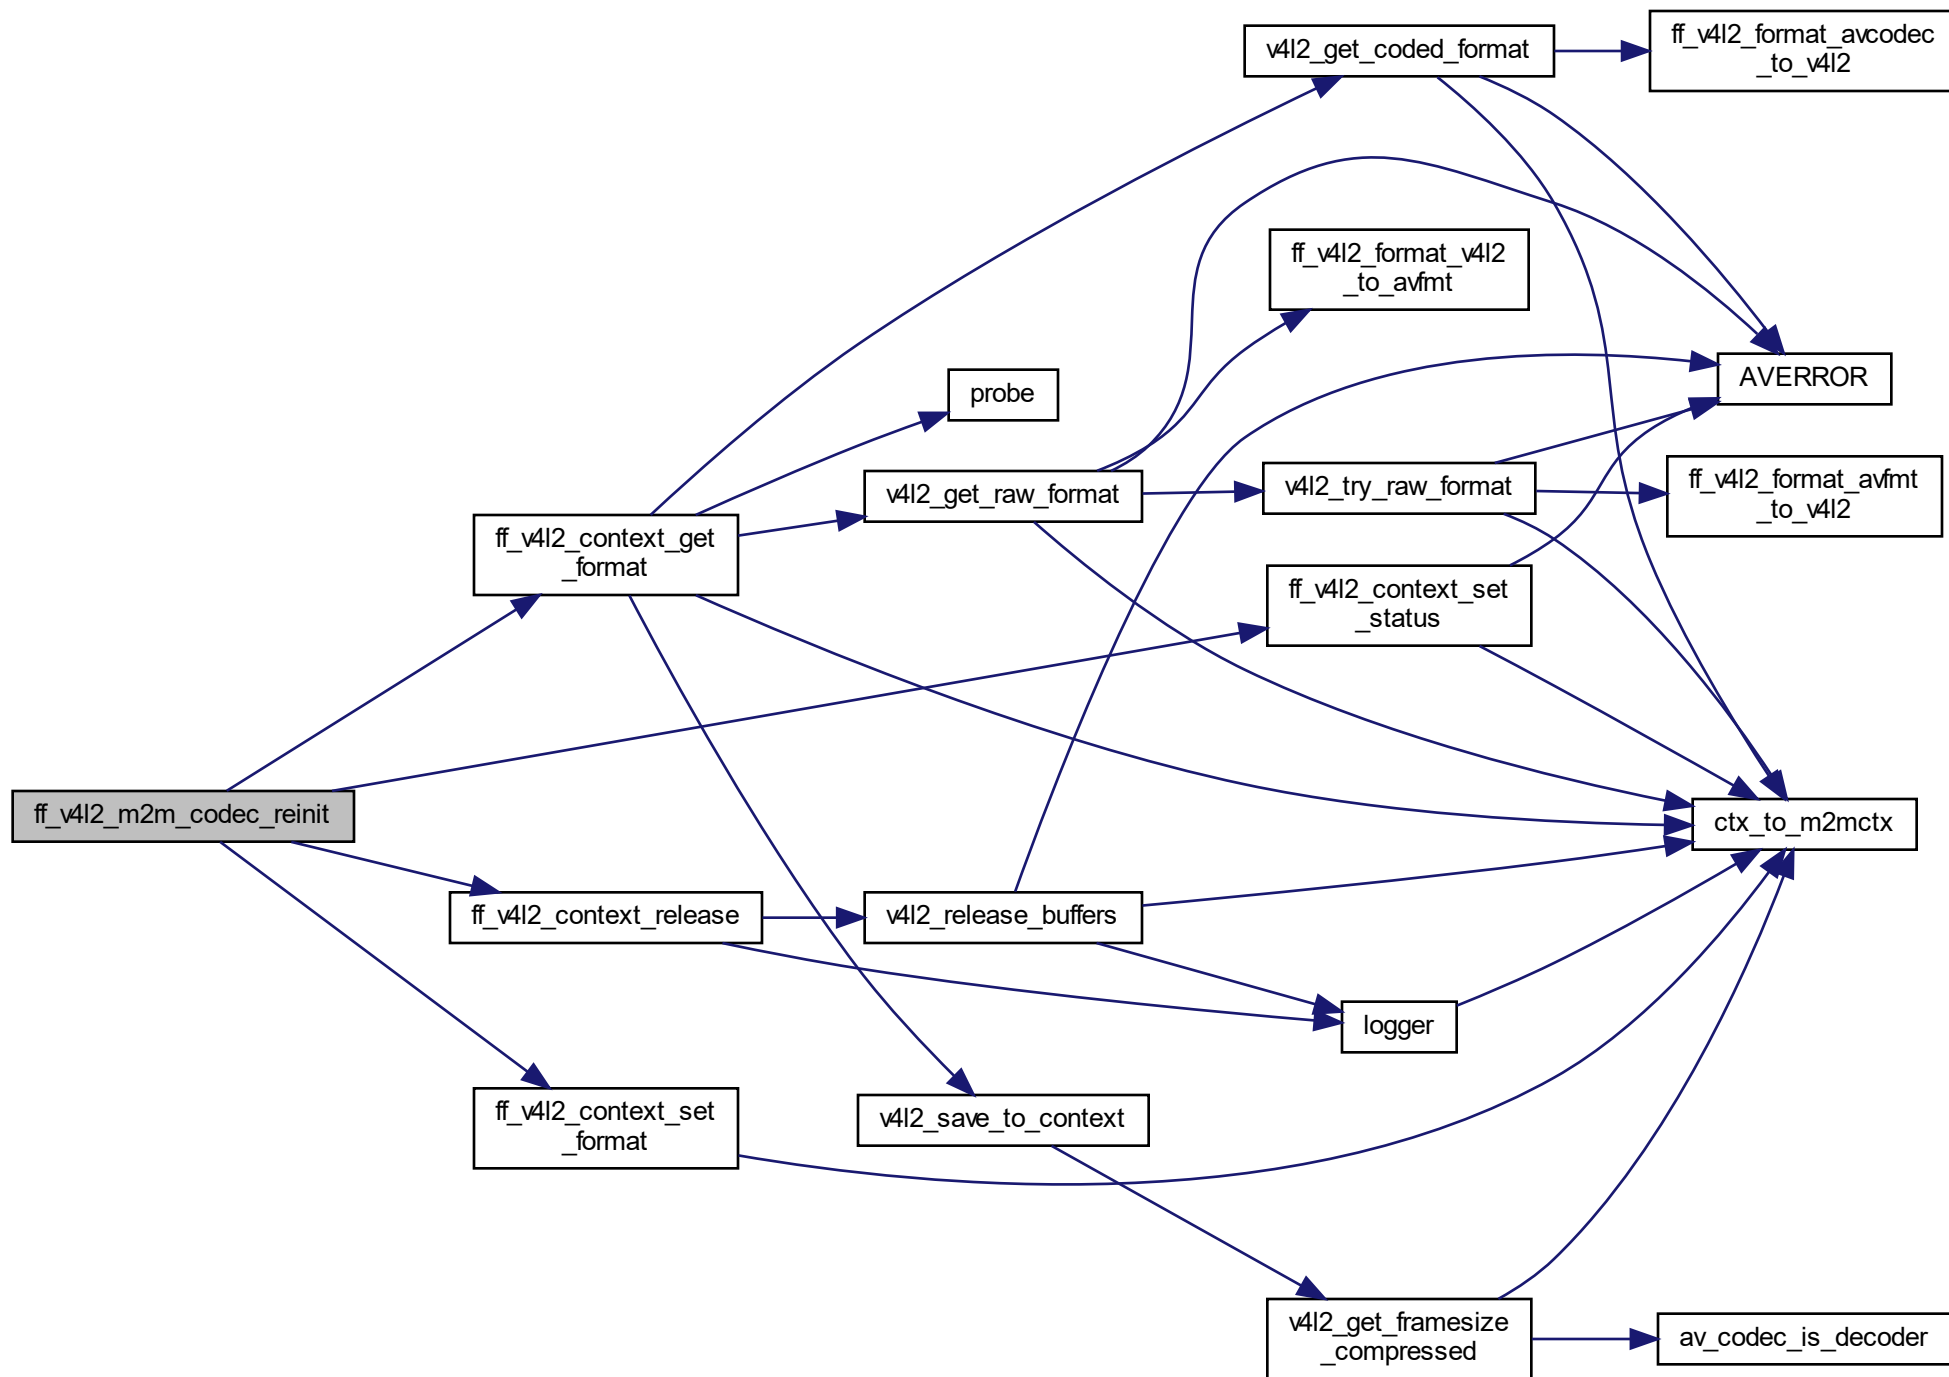 v4l2_get_coded_format
ff_v4l2_format_avcodec
_to_v4l2
ff_v4l2_format_v4l2
_to_avfmt
probe
AVERROR
v4l2_get_raw_format
v4l2_try_raw_format
ff_v4l2_format_avfmt
_to_v4l2
ff_v4l2_context_get
_format
ff_v4l2_context_set
_status
ff_v4l2_m2m_codec_reinit
ctx_to_m2mctx
ff_v4l2_context_release
v4l2_release_buffers
logger
ff_v4l2_context_set
_format
v4l2_save_to_context
v4l2_get_framesize
_compressed
av_codec_is_decoder